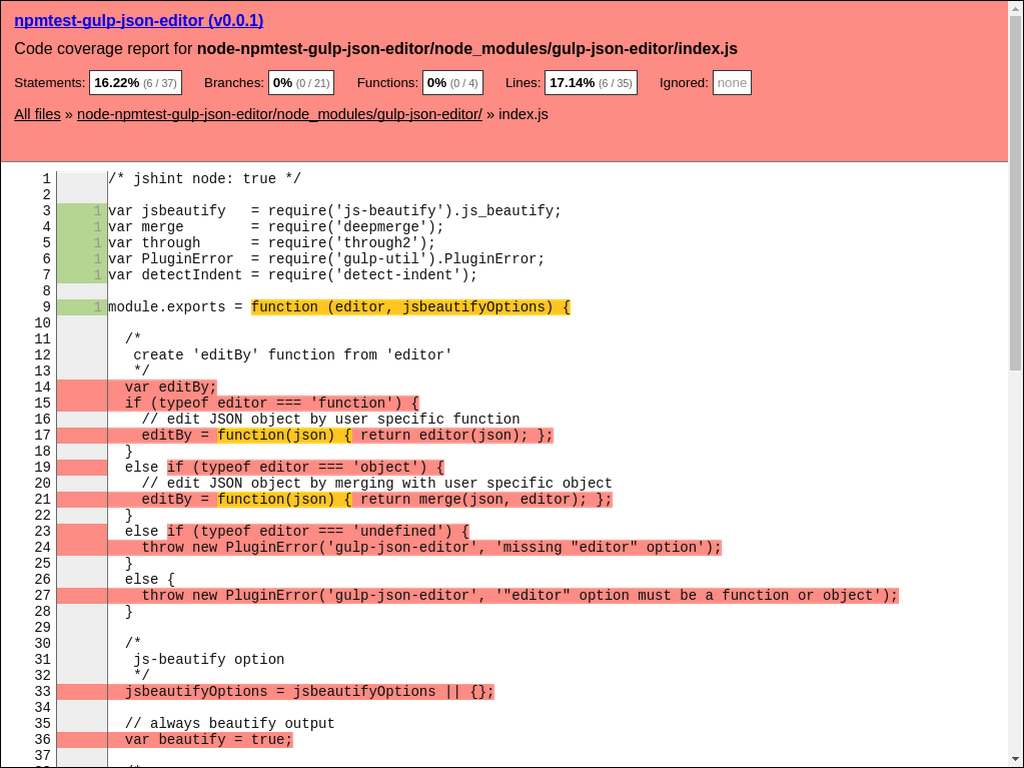 npmtest-gulp-json-editor (v0.0.1)
Code coverage report for node-npmtest-gulp-json-editor/node_modules/gulp-json-editor/index.js
Statements: 16.22% (6 / 37) Branches: 0% (0 / 21) Functions: 0% (0 / 4) Lines: 17.14% (6 / 35) Ignored: none
All files » node-npmtest-gulp-json-editor/node_modules/gulp-json-editor/ » index.js
1 /* jshint node: true */
2
3 1 var jsbeautify   = require('js-beautify').js_beautify;
4 1 var merge        = require('deepmerge');
5 1 var through      = require('through2');
6 1 var PluginError  = require('gulp-util').PluginError;
7 1 var detectIndent = require('detect-indent');
8
9 1 module.exports = function (editor, jsbeautifyOptions) {
10
11   /*
12    create 'editBy' function from 'editor'
13    */
14   var editBy;
15   if (typeof editor === 'function') {
16     // edit JSON object by user specific function
17     editBy = function(json) { return editor(json); };
18   }
19   else if (typeof editor === 'object') {
20     // edit JSON object by merging with user specific object
21     editBy = function(json) { return merge(json, editor); };
22   }
23   else if (typeof editor === 'undefined') {
24     throw new PluginError('gulp-json-editor', 'missing "editor" option');
25   }
26   else {
27     throw new PluginError('gulp-json-editor', '"editor" option must be a function or object');
28   }
29
30   /*
31    js-beautify option
32    */
33   jsbeautifyOptions = jsbeautifyOptions || {};
34
35   // always beautify output
36   var beautify = true;
37